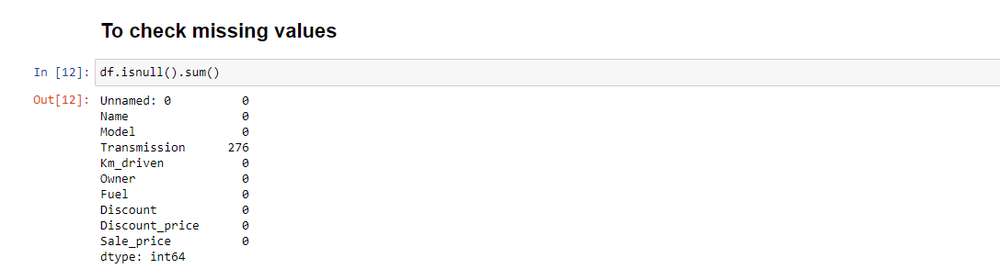 To check missing values
In [12]: df.isnull().sum()
Out[12]: Unnamed: 0 0
Name 0
Model 0
Transmission 276
Km_driven 0
Owner 0
Fuel 0
Discount 0
Discount_price 0
Sale_price 0
dtype: int64